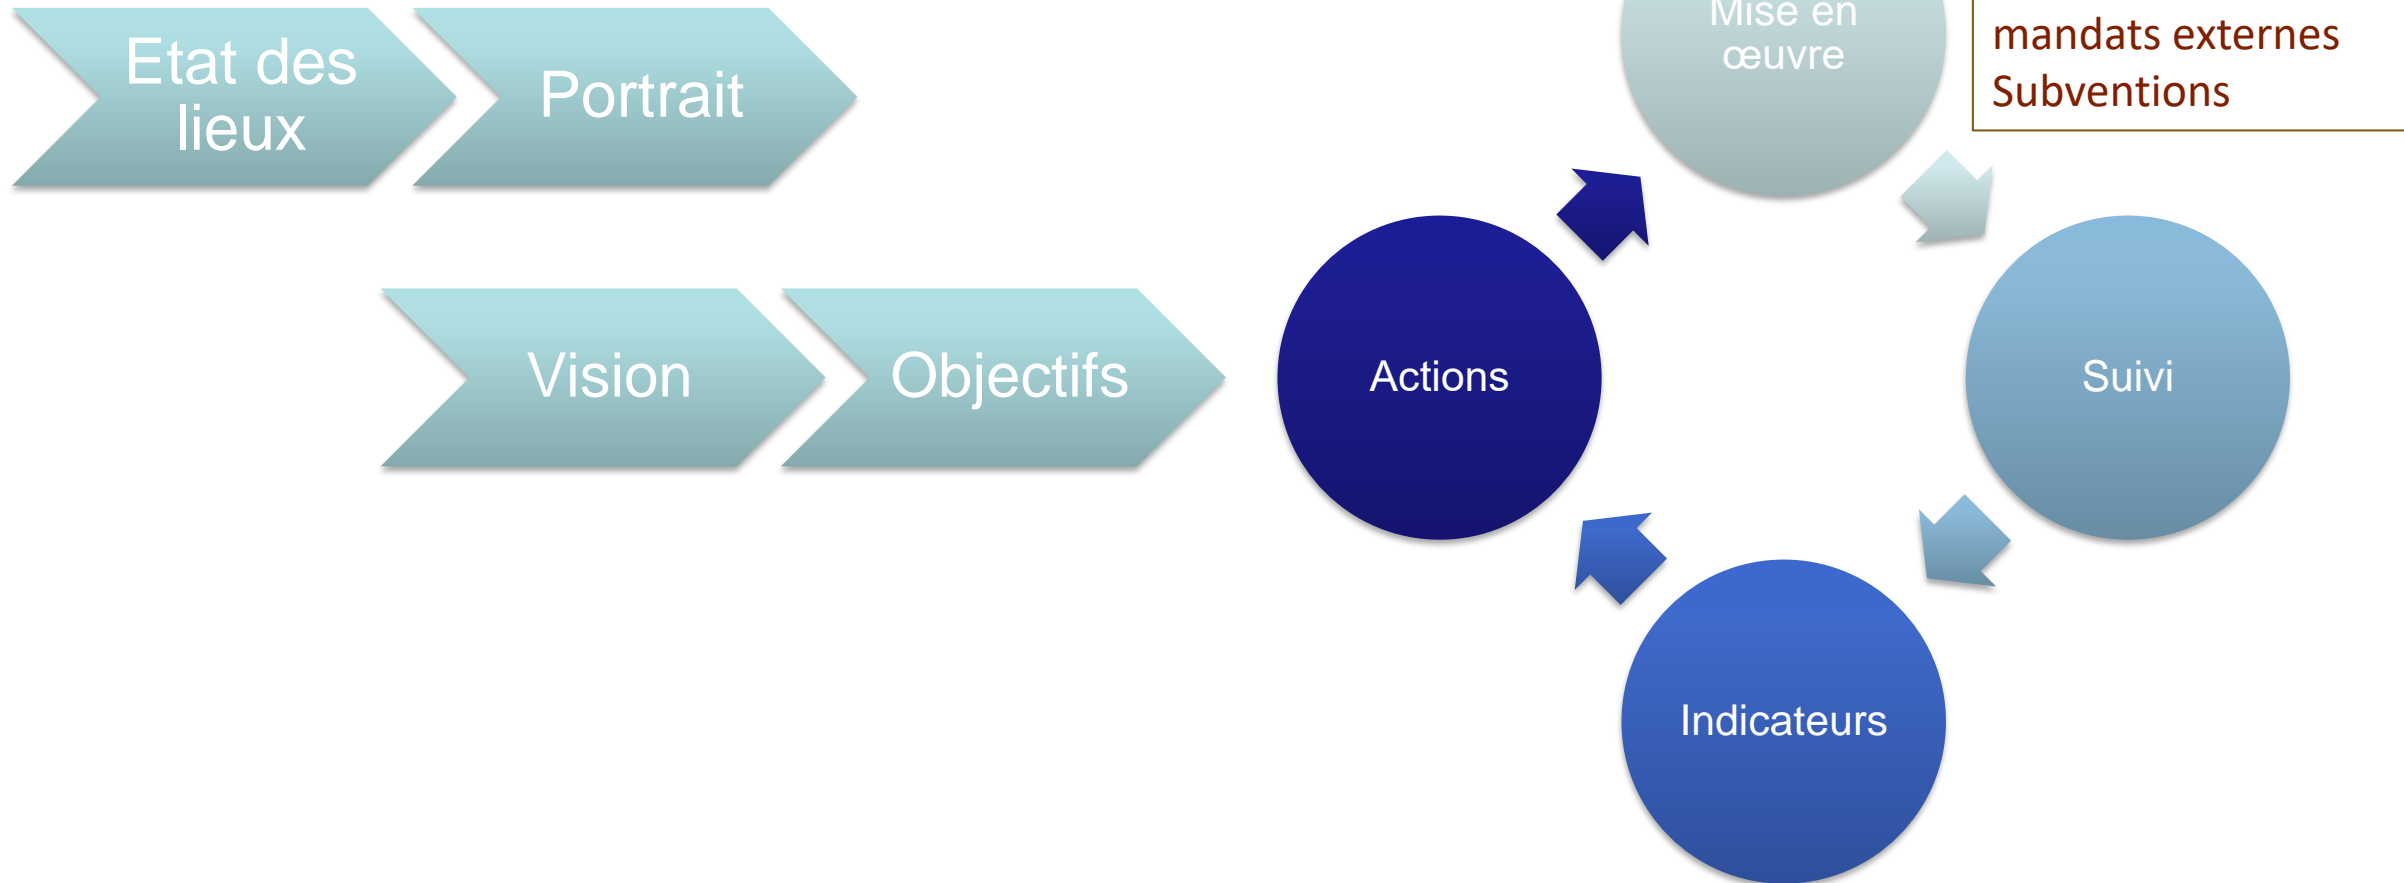 Etat des
lieux
Portrait
Mise en
œuvre
mandats externes
Subventions
Vision
Objectifs
Actions
Suivi
Indicateurs